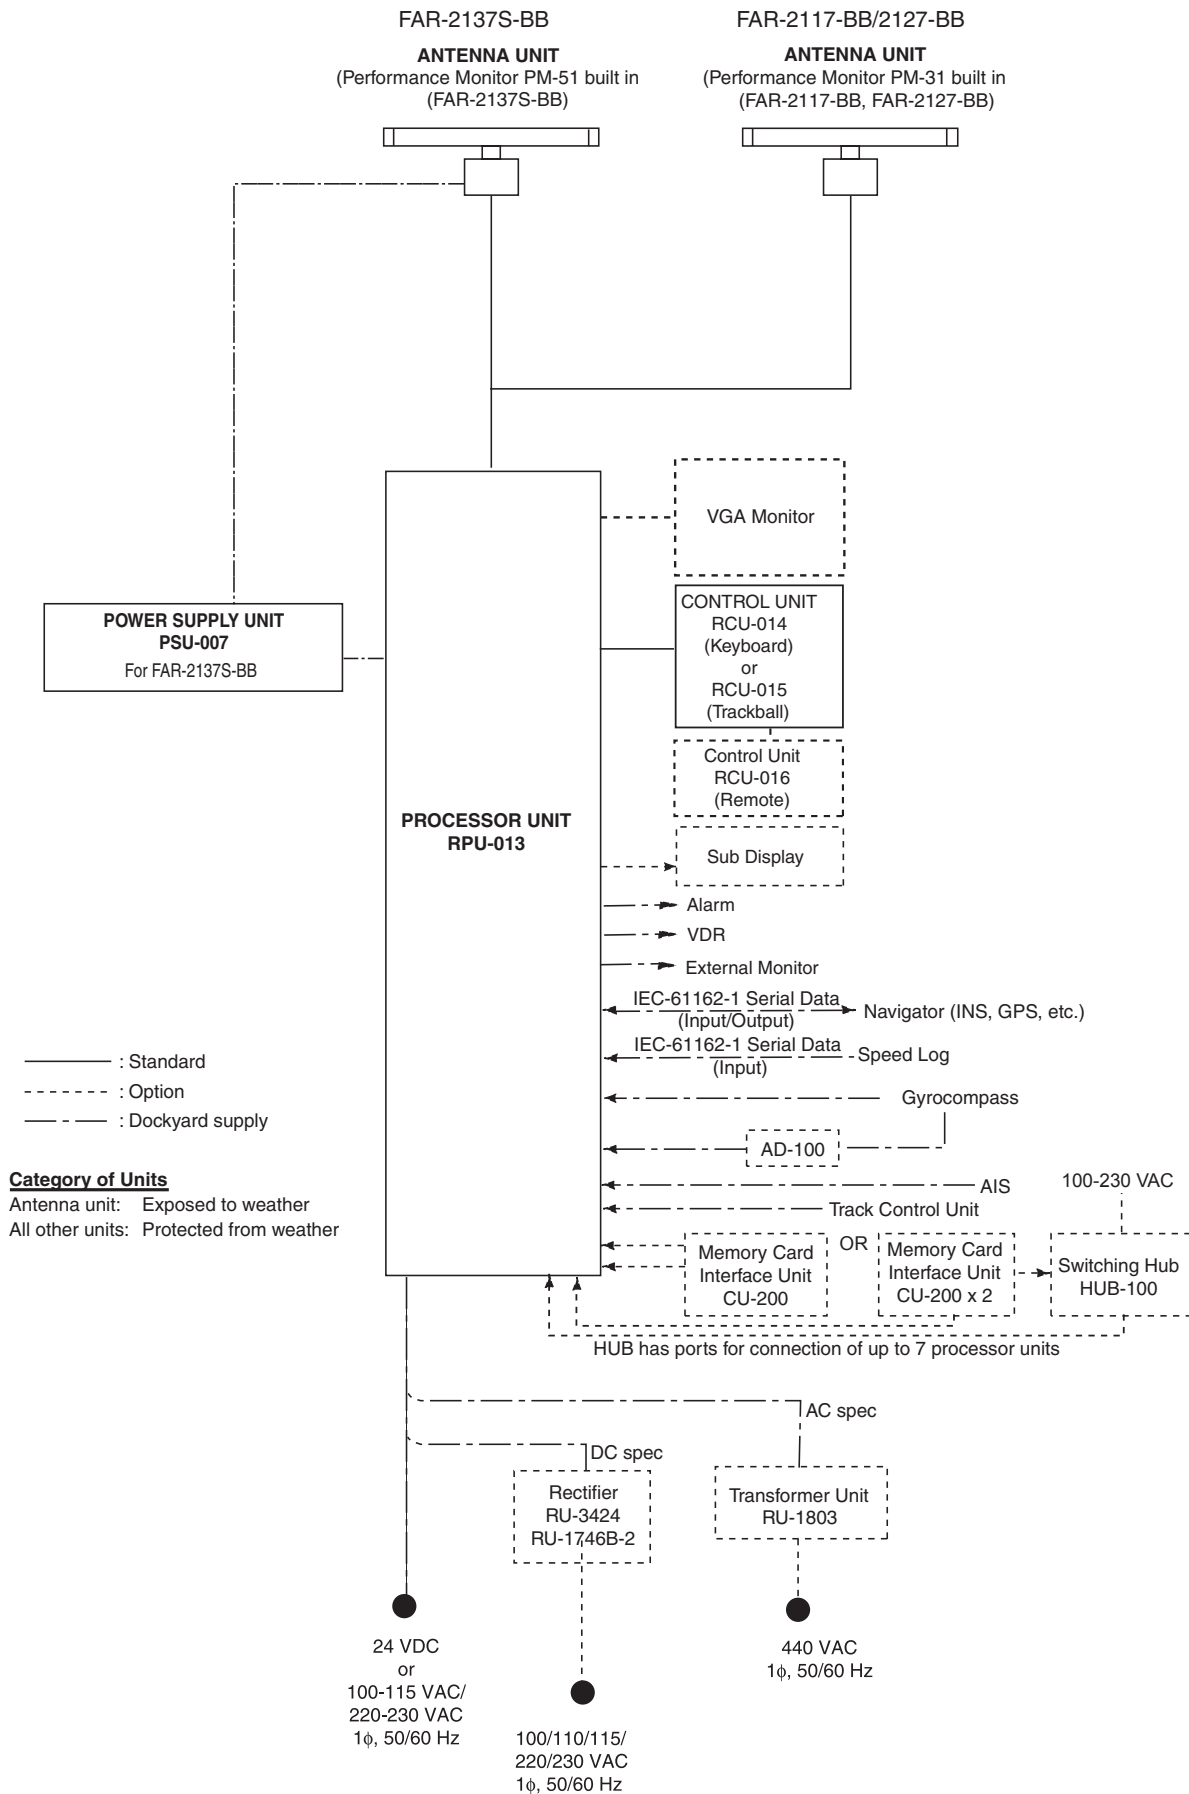 FAR-2137S-BB
FAR-2117-BB/2127-BB
ANTENNA UNIT
(Performance Monitor PM-51 built in
(FAR-2137S-BB)
ANTENNA UNIT
(Performance Monitor PM-31 built in
(FAR-2117-BB, FAR-2127-BB)
VGA Monitor
CONTROL UNIT
RCU-014
(Keyboard)
or
RCU-015
(Trackball)
POWER SUPPLY UNIT
PSU-007
For FAR-2137S-BB
Control Unit
RCU-016
(Remote)
PROCESSOR UNIT
RPU-013
Sub Display
Alarm
VDR
External Monitor
IEC-61162-1 Serial Data
(Input/Output)
Navigator (INS, GPS, etc.)
IEC-61162-1 Serial Data
(Input)
Speed Log
Gyrocompass
AD-100
AIS
Track Control Unit
100-230 VAC
: Standard
: Option
: Dockyard supply
Category of Units
Antenna unit: Exposed to weather
All other units: Protected from weather
Memory Card
Interface Unit
CU-200
OR
Memory Card
Interface Unit
CU-200 x 2
Switching Hub
HUB-100
HUB has ports for connection of up to 7 processor units
AC spec
DC spec
Rectifier
RU-3424
RU-1746B-2
Transformer Unit
RU-1803
24 VDC
or
100-115 VAC/
220-230 VAC
1ϕ, 50/60 Hz
440 VAC
1ϕ, 50/60 Hz
100/110/115/
220/230 VAC
1ϕ, 50/60 Hz